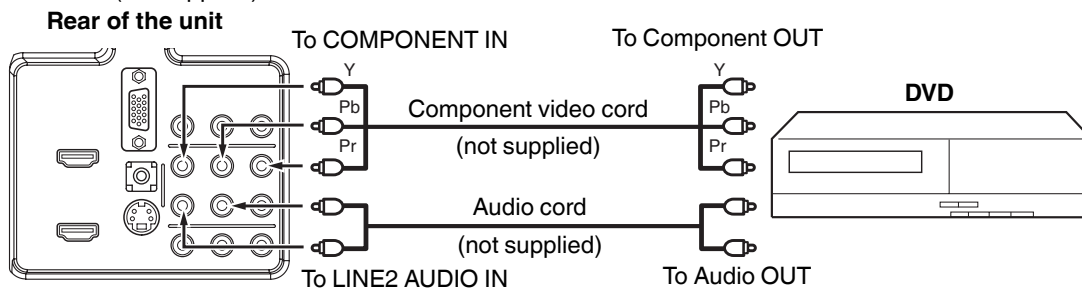 Rear of the unit
To COMPONENT IN
To Component OUT
Y
Y
DVD
Pb
Component video cord
Pb
Pr
(not supplied)
Pr
Audio cord
(not supplied)
To LINE2 AUDIO IN
To Audio OUT